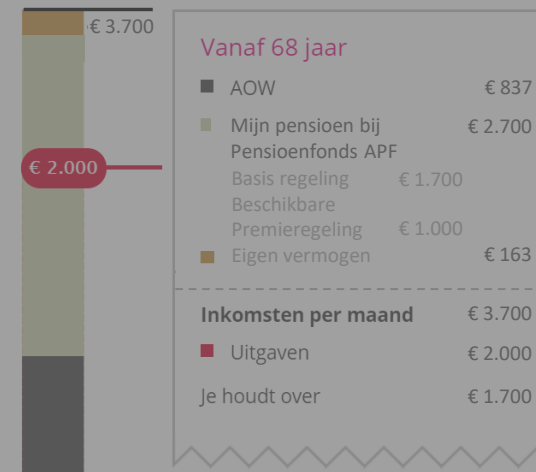 € 3.700
€ 2.000
Vanaf 68 jaar
AOW € 837
Mijn pensioen bij € 2.700
Pensioenfonds APF
Basis regeling € 1.700
Beschikbare
Premieregeling € 1.000
Eigen vermogen € 163
Inkomsten per maand € 3.700
Uitgaven € 2.000
Je houdt over € 1.700